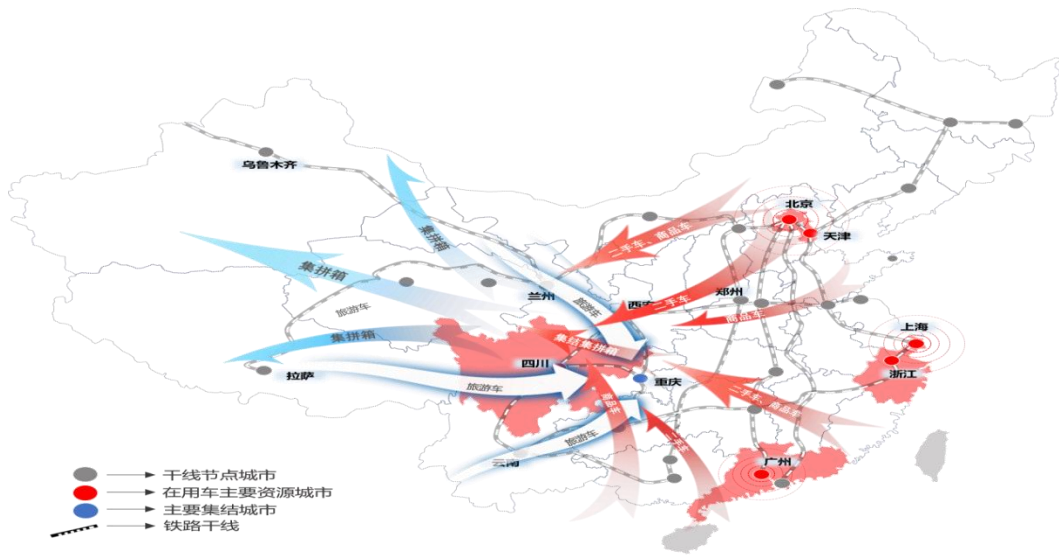 北京
天津
乌鲁木齐
二手车、商品车
集拼箱
集拼箱
兰州
旅游车
西安
二手车
郑州
商品车
旅游车
上海
集拼箱
集结集拼箱
四川
浙江
拉萨
旅游车
重庆
二手车、商品车
旅游车
云南
广州
干线节点城市
在用车主要资源城市
主要集结城市
铁路干线